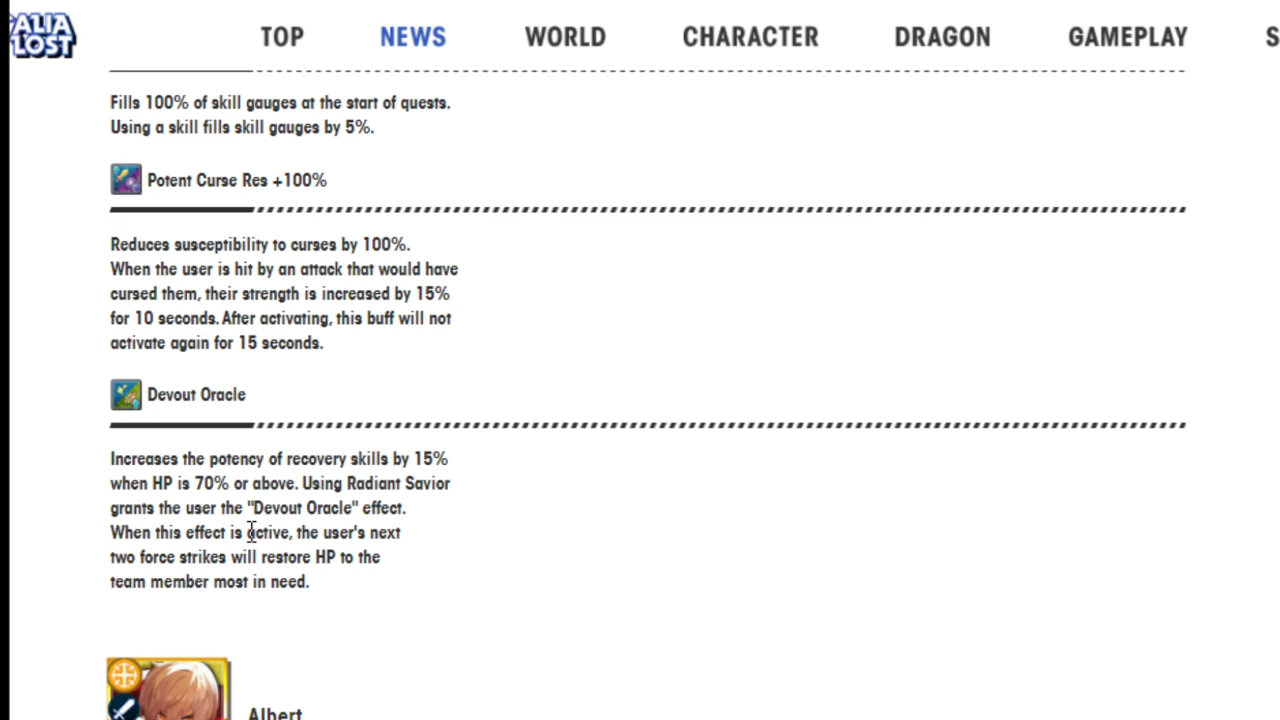 ALIA
LOST
TOP NEWS WORLD CHARACTER DRAGON GAMEPLAY S
Fills 100% of skill gauges at the start of quests.
Using a skill fills skill gauges by 5%.
Potent Curse Res +100%
Reduces susceptibility to curses by 100%.
When the user is hit by an attack that would have
cursed them, their strength is increased by 15%
for 10 seconds. After activating, this buff will not
activate again for 15 seconds.
Devout Oracle
Increases the potency of recovery skills by 15%
when HP is 70% or above. Using Radiant Savior
grants the user the "Devout Oracle" effect.
When this effect is active, the user's next
two force strikes will restore HP to the
team member most in need.
Albert